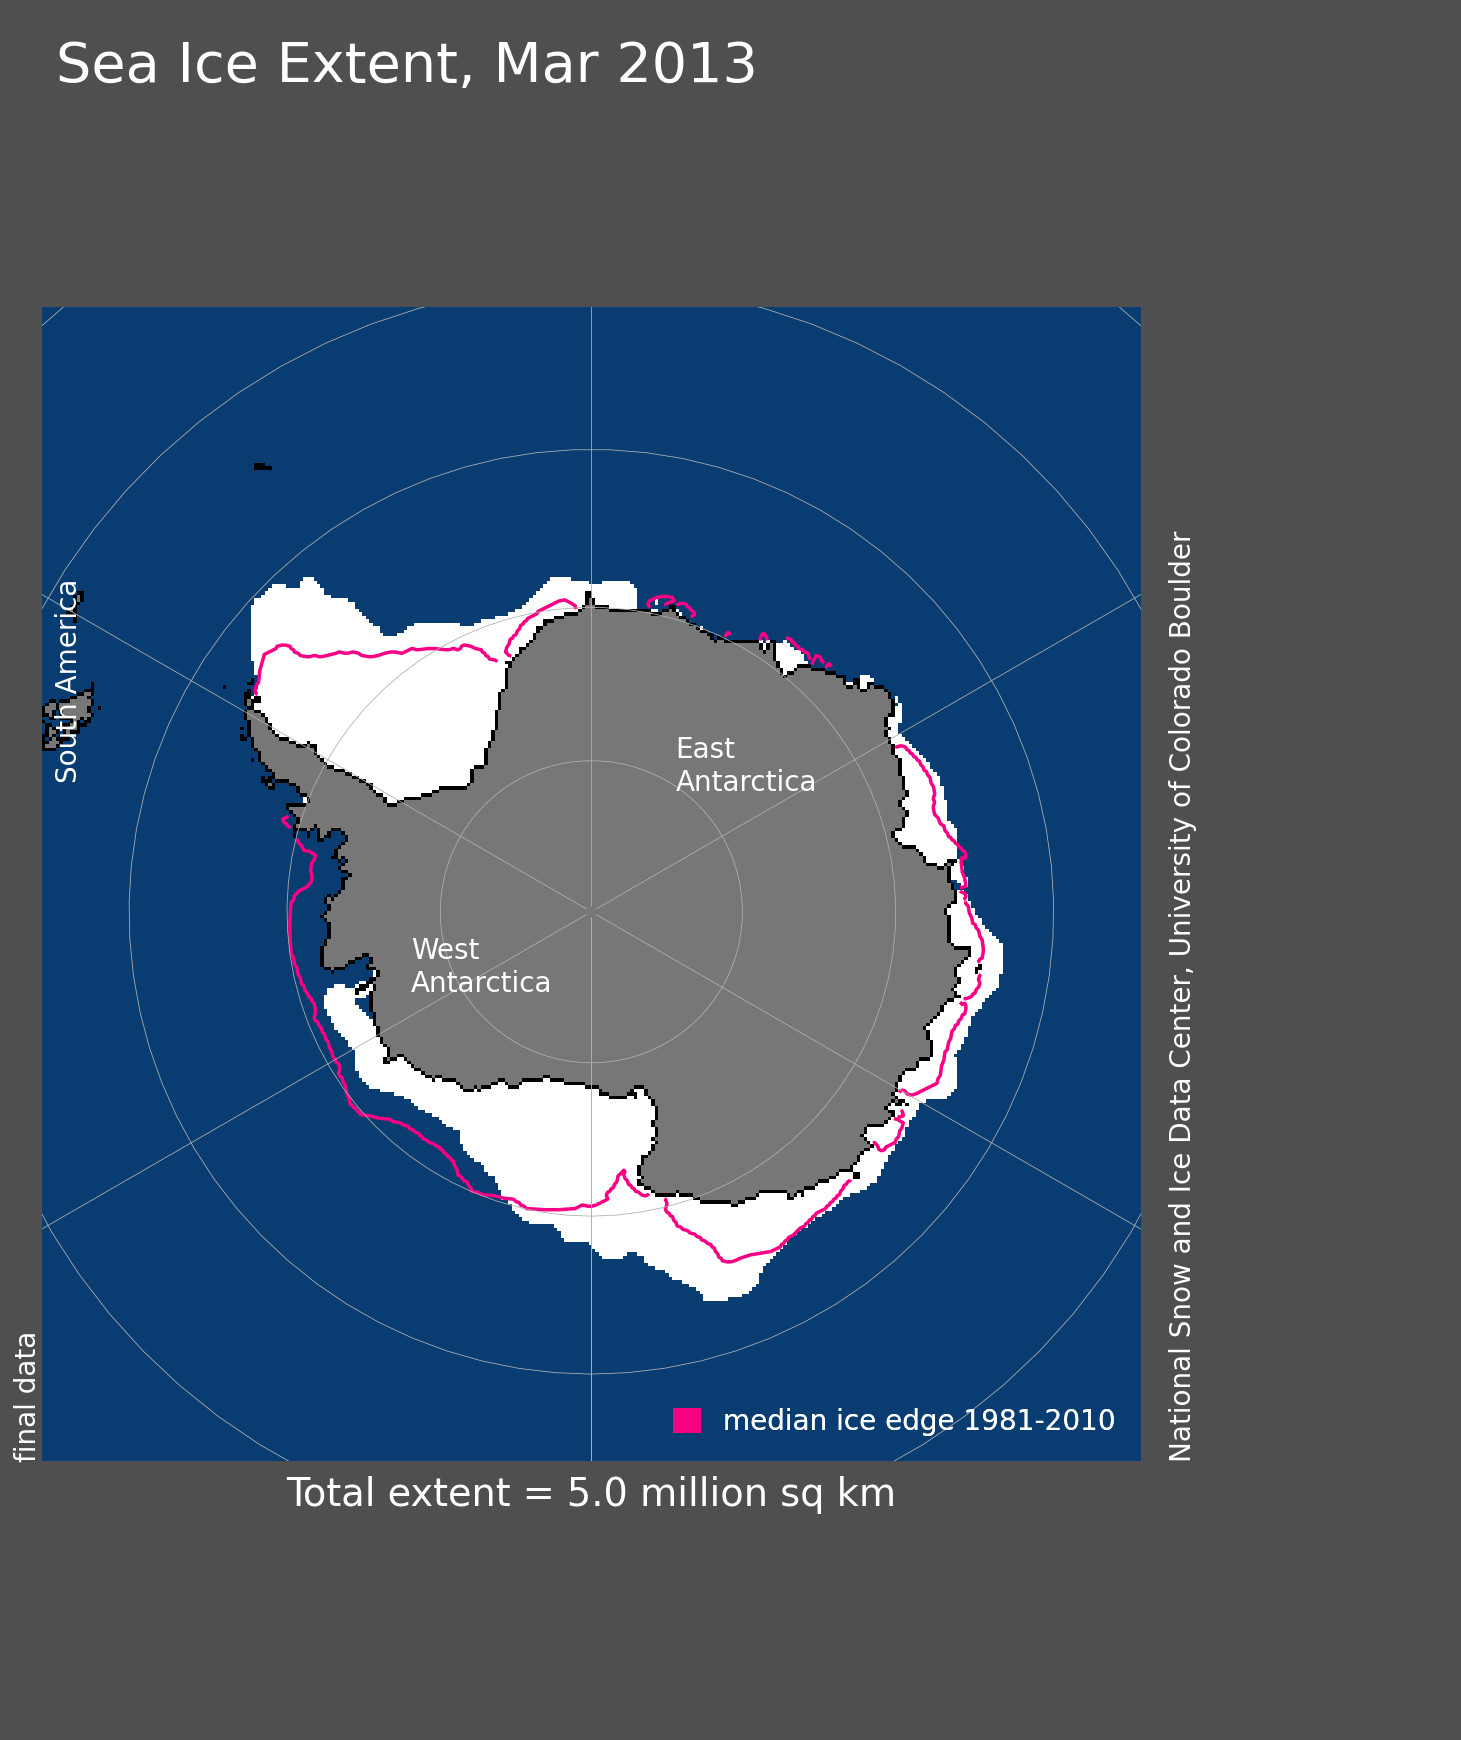 Sea Ice Extent, Mar 2013
South America
East
Antarctica
West
Antarctica
median ice edge 1981-2010
final data
National Snow and Ice Data Center, University of Colorado Boulder
Total extent = 5.0 million sq km